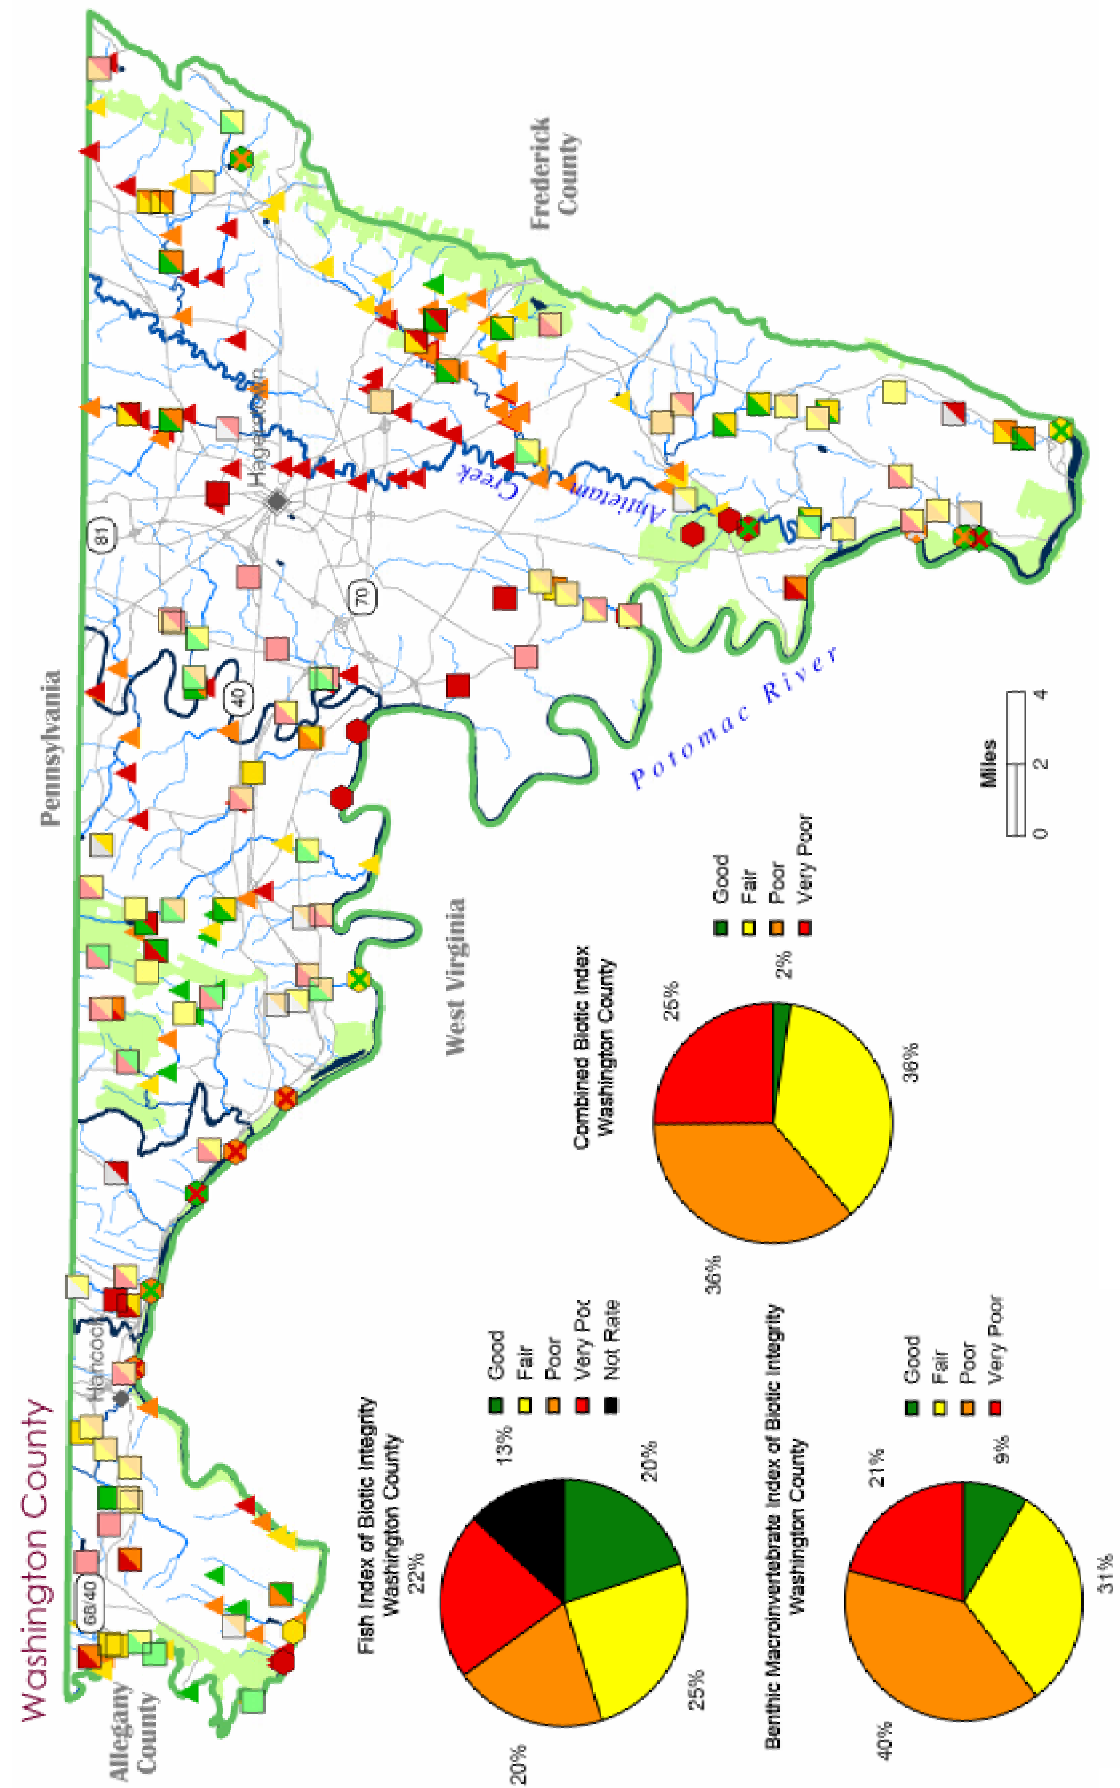 Washington County
Pennsylvania
Allegany
County
68/40
Hancock
40
81
70
Hagerstown
Antietam
Creek
Frederick
County
West Virginia
Potomac River
Miles
0 2 4
Fish Index of Biotic Integrity
Washington County
22%
13%
20%
25%
20%
Good
Fair
Poor
Very Poc
Not Rate
Benthic Macroinvertebrate Index of Biotic Integrity
Washington County
21%
9%
31%
40%
Good
Fair
Poor
Very Poor
Combined Biotic Index
Washington County
25%
2%
36%
36%
Good
Fair
Poor
Very Poor